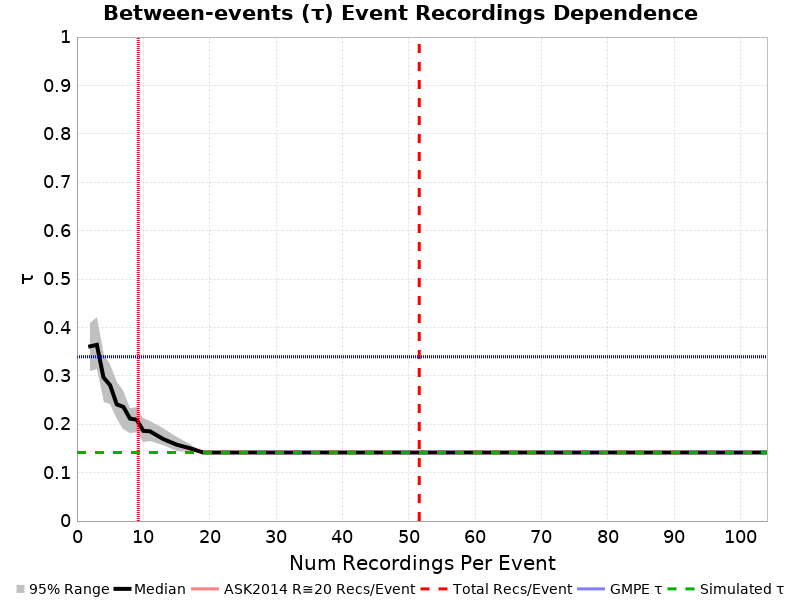 Between-events (τ) Event Recordings Dependence
1
0.9
0.8
0.7
0.6
0.5
0.4
0.3
0.2
0.1
0
τ
0 10 20 30 40 50 60 70 80 90 100
Num Recordings Per Event
95% Range Median ASK2014 R≅20 Recs/Event Total Recs/Event GMPE τ Simulated τ